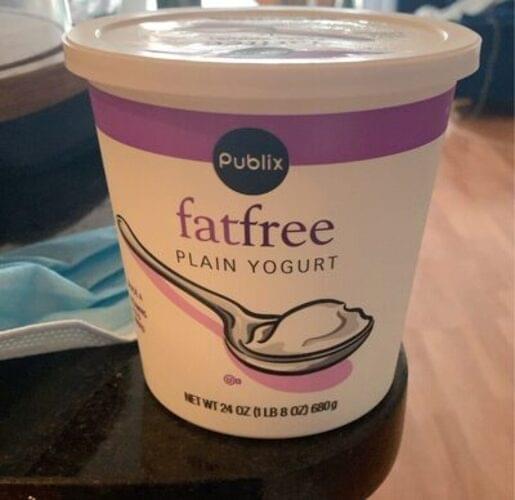 Publix
fatfree
PLAIN YOGURT
NET WT 24 OZ (1 LB 8 OZ) 680g